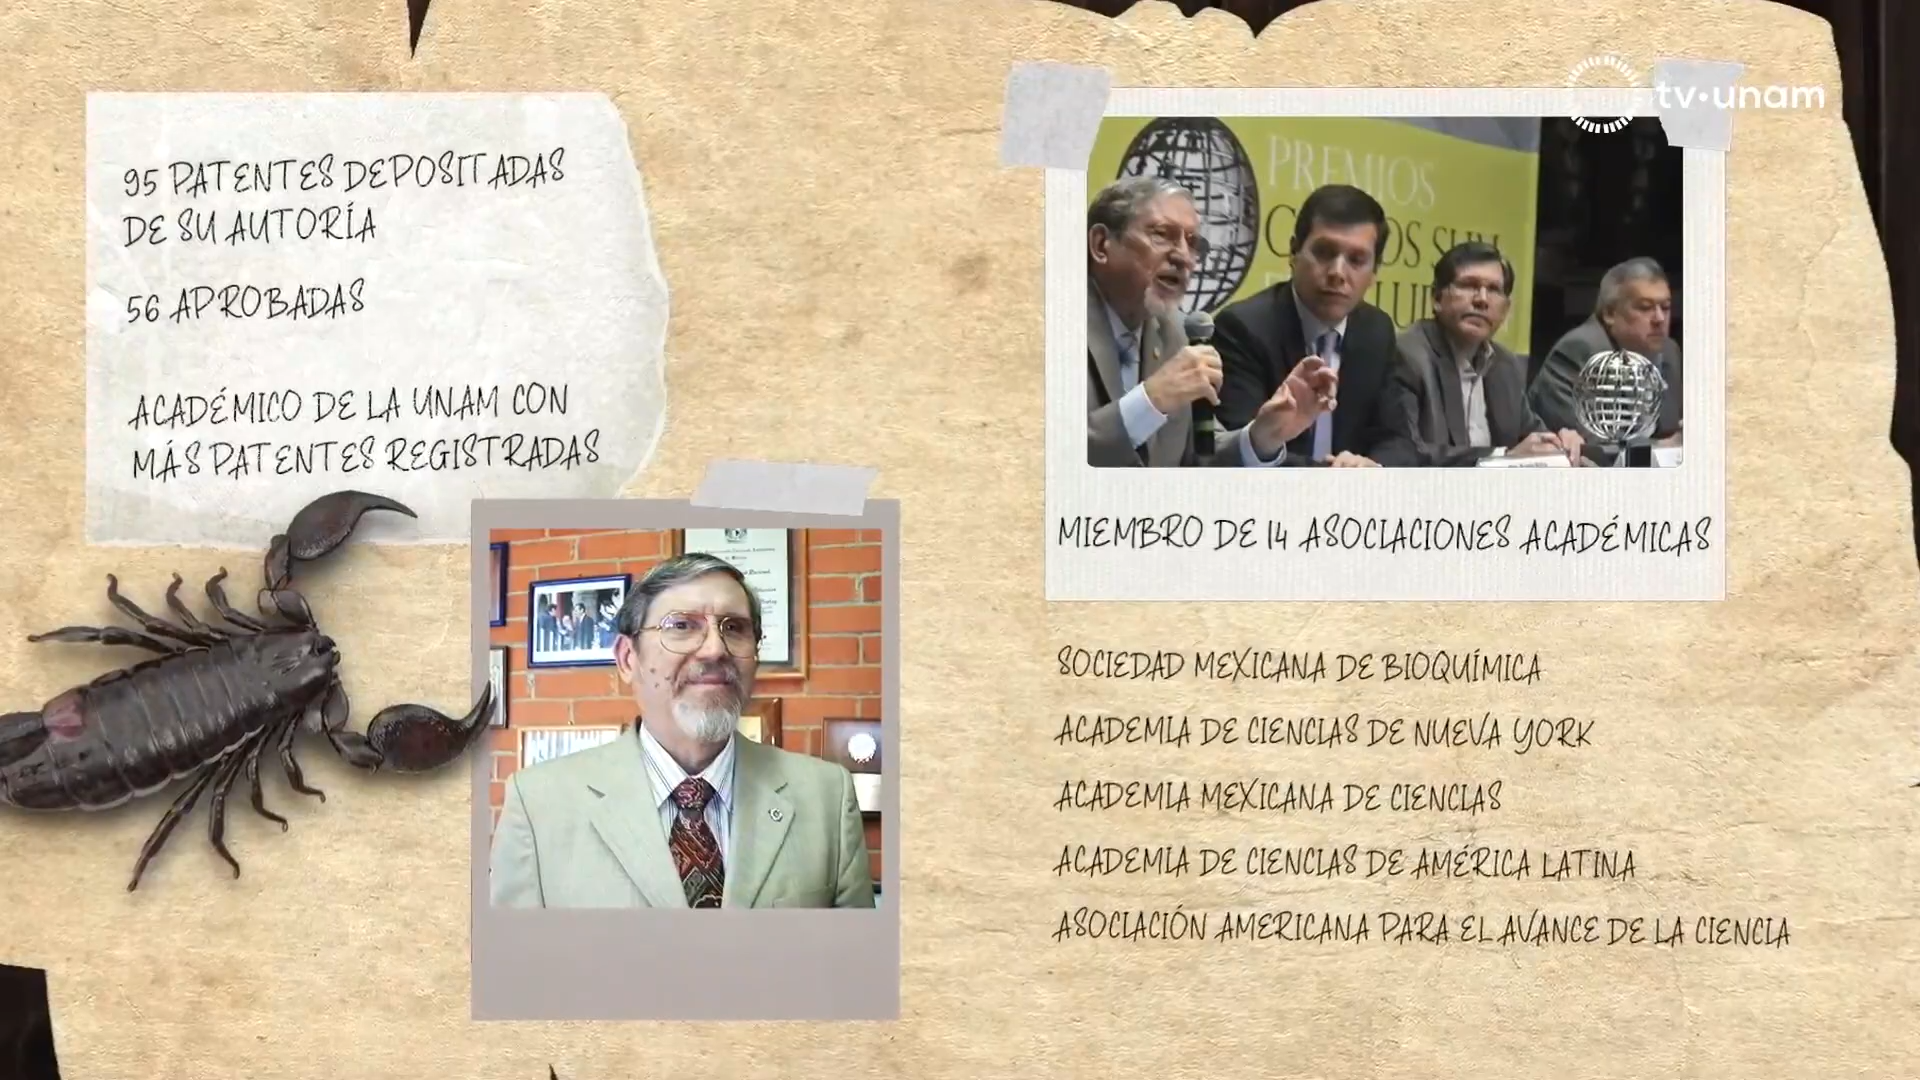 95 PATENTES DEPOSITADAS
DE SU AUTORÍA
56 APROBADAS
ACADÉMICO DE LA UNAM CON
MÁS PATENTES REGISTRADAS
tv·unam
PREMIOS
MIEMBRO DE 14 ASOCIACIONES ACADÉMICAS
SOCIEDAD MEXICANA DE BIOQUÍMICA
ACADEMIA DE CIENCIAS DE NUEVA YORK
ACADEMIA MEXICANA DE CIENCIAS
ACADEMIA DE CIENCIAS DE AMÉRICA LATINA
ASOCIACIÓN AMERICANA PARA EL AVANCE DE LA CIENCIA